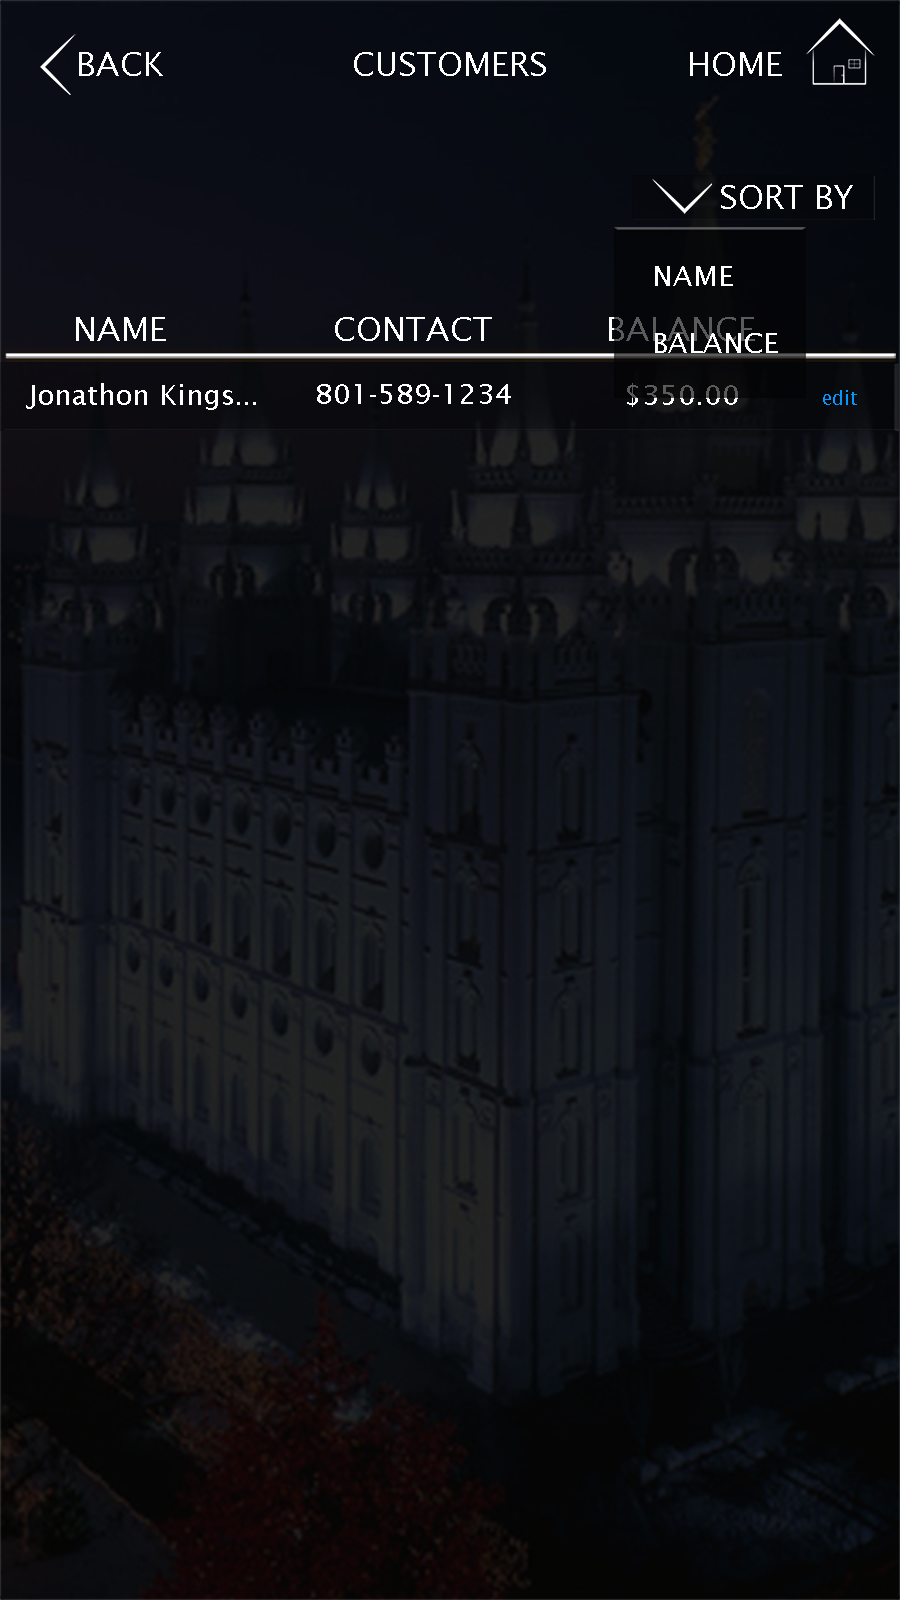 BACK CUSTOMERS HOME
SORT BY
NAME
NAME CONTACT BALANCE
BALANCE
Jonathon Kings... 801-589-1234 $350.00 edit